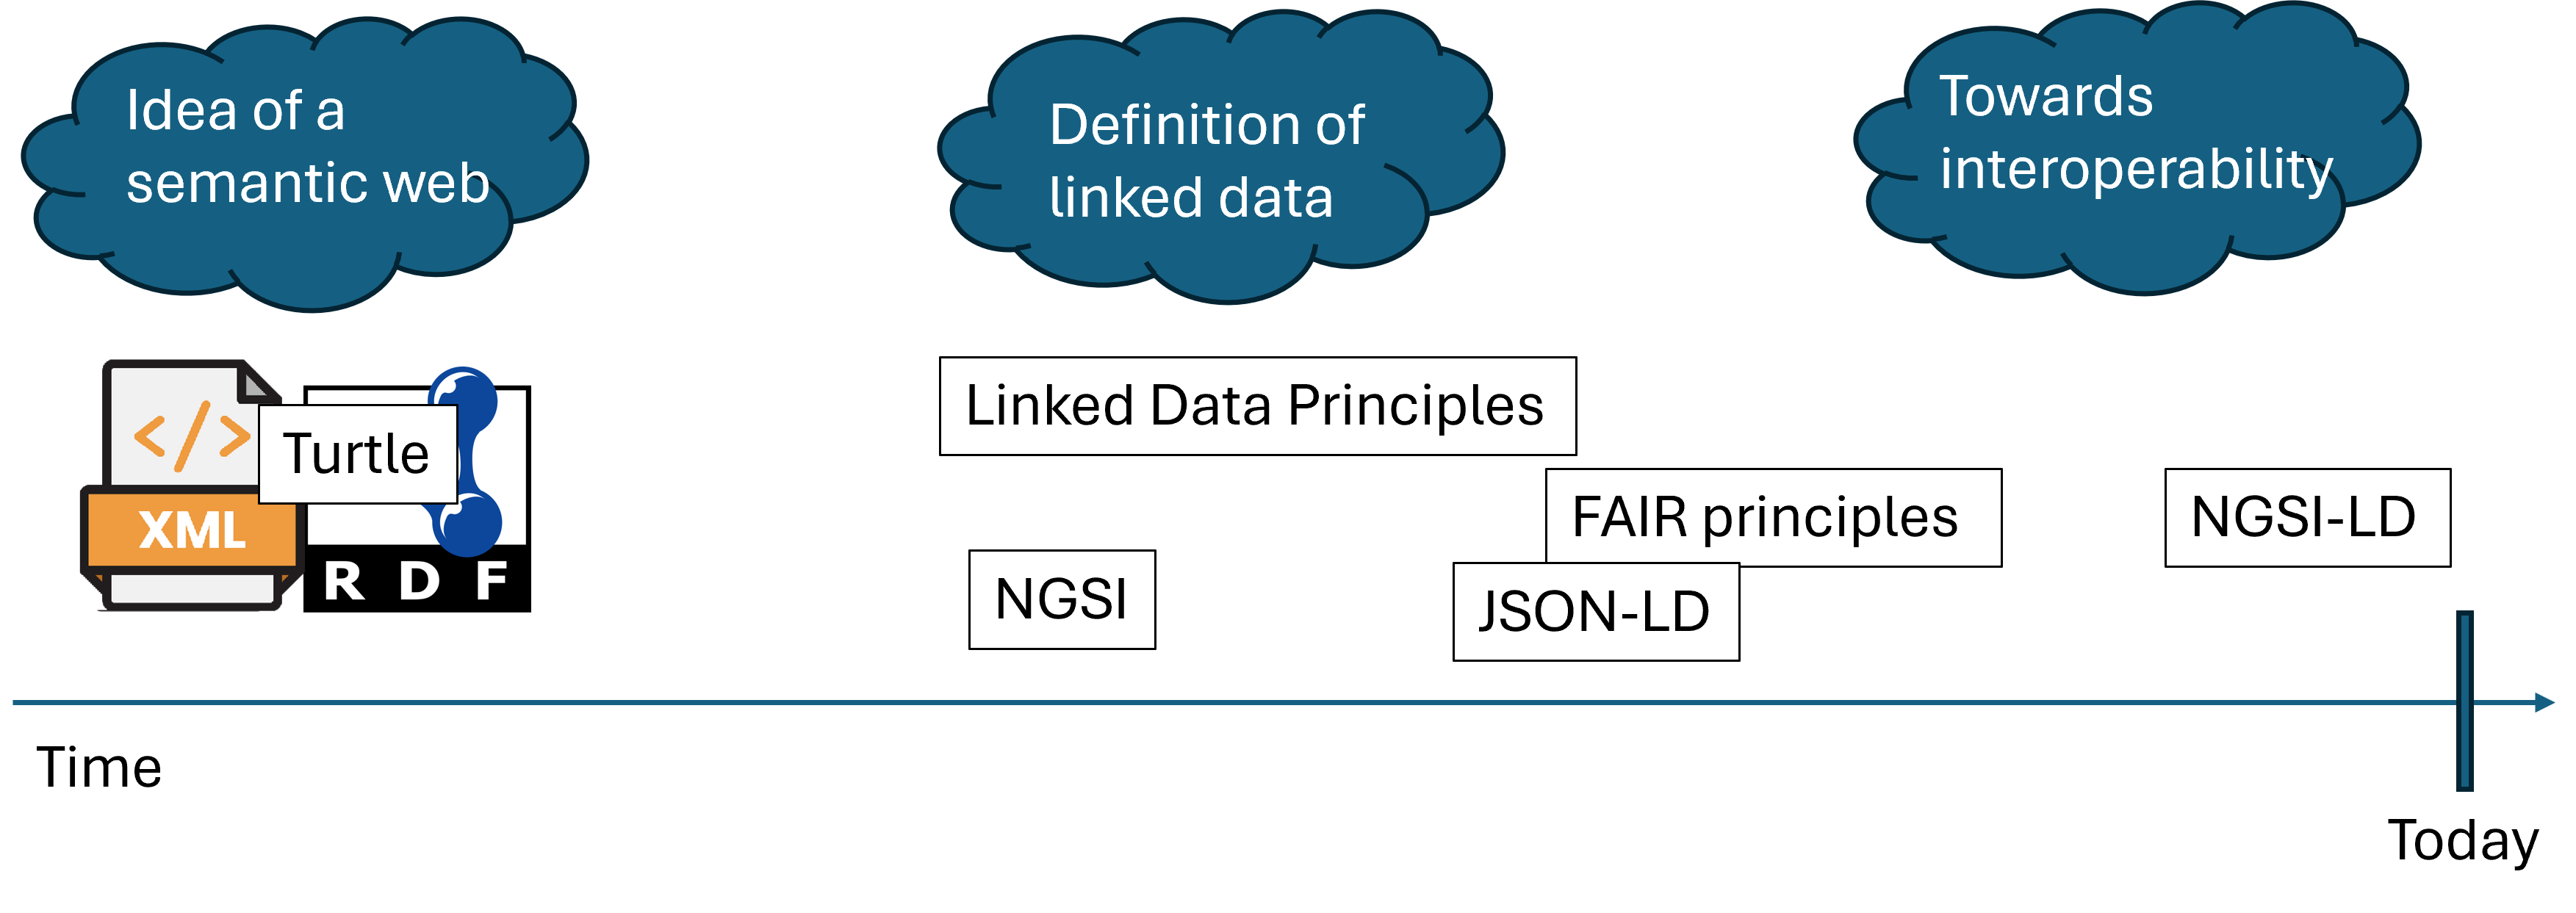 Idea of a
semantic web
Definition of
linked data
Towards
interoperability
</>
XML
Turtle
R D F
Linked Data Principles
FAIR principles
NGSI-LD
NGSI
JSON-LD
Time
Today